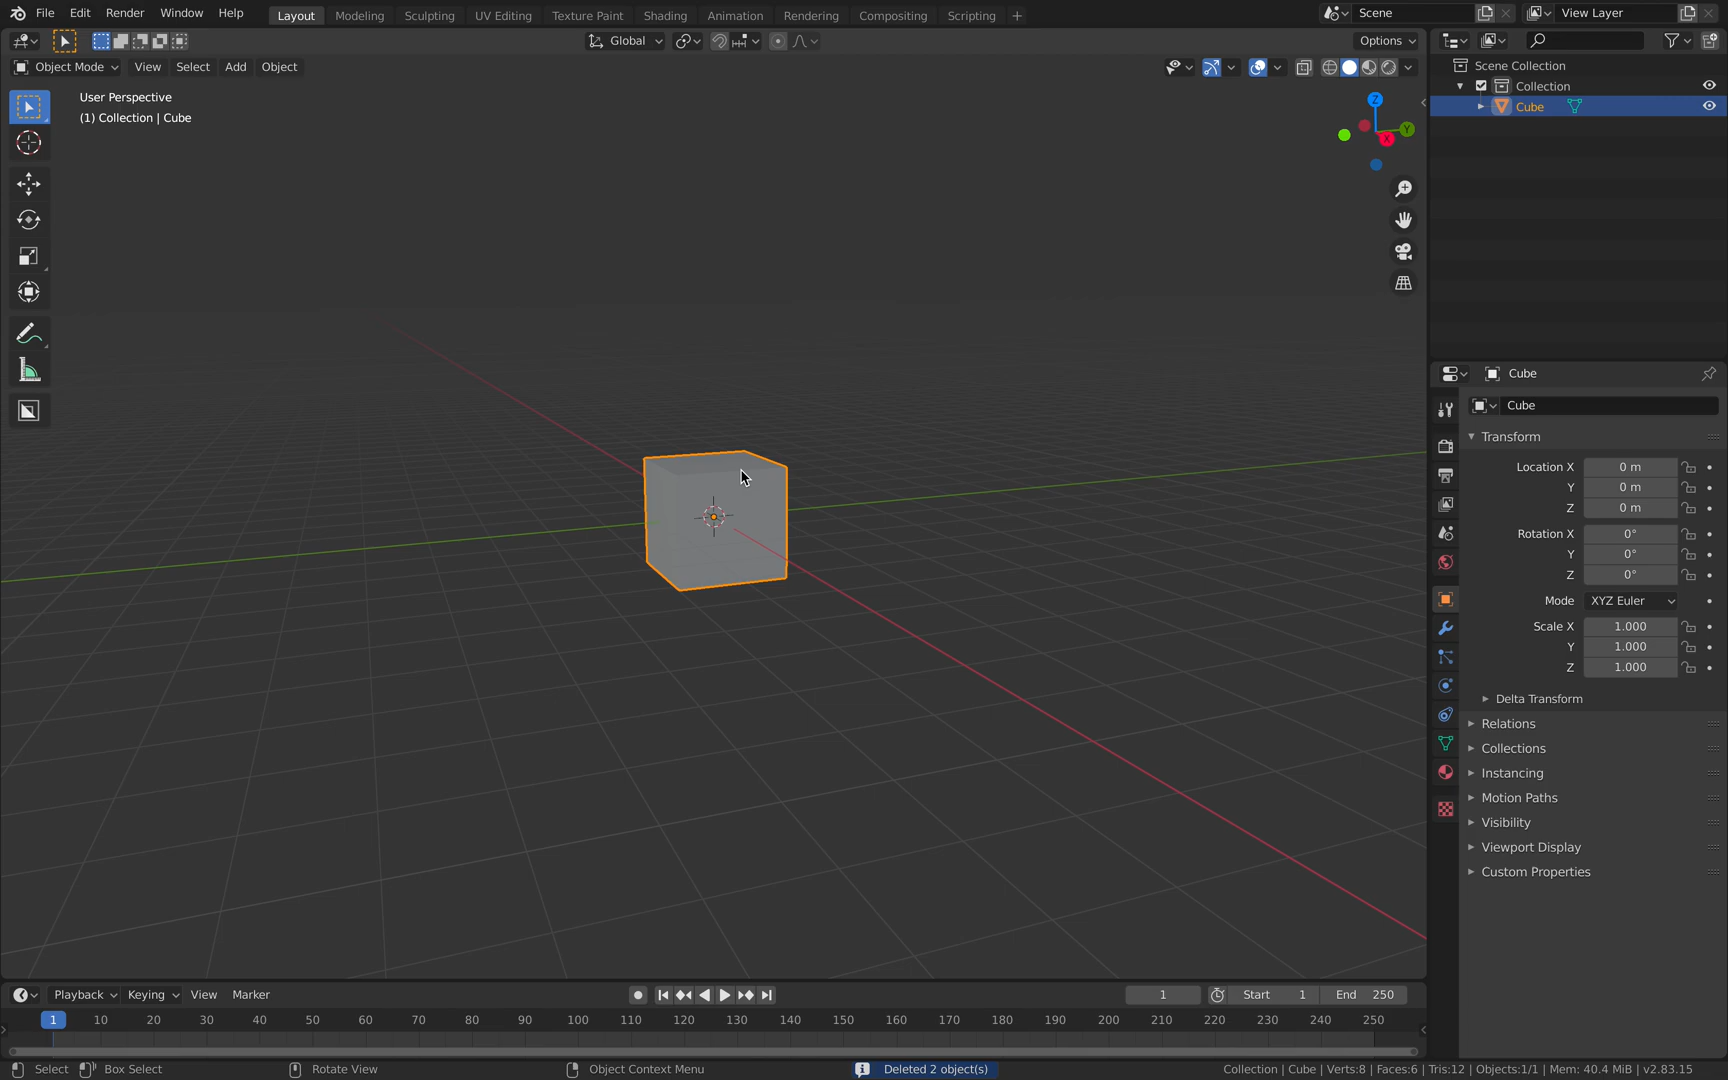 File Edit Render Window Help Layout Modeling Sculpting UV Editing Texture Paint Shading Animation Rendering Compositing Scripting + Scene View Layer
Global Options
Object Mode View Select Add Object
User Perspective
(1) Collection | Cube
Z
Y
X
Scene Collection
Collection
Cube
Cube
Cube
Transform
Location X 0 m
Y 0 m
Z 0 m
Rotation X 0°
Y 0°
Z 0°
Mode XYZ Euler
Scale X 1.000
Y 1.000
Z 1.000
Delta Transform
Relations
Collections
Instancing
Motion Paths
Visibility
Viewport Display
Custom Properties
Playback Keying View Marker 1 Start 1 End 250
1 10 20 30 40 50 60 70 80 90 100 110 120 130 140 150 160 170 180 190 200 210 220 230 240 250
Select Box Select Rotate View Object Context Menu Deleted 2 object(s) Collection | Cube | Verts:8 | Faces:6 | Tris:12 | Objects:1/1 | Mem: 40.4 MiB | v2.83.15